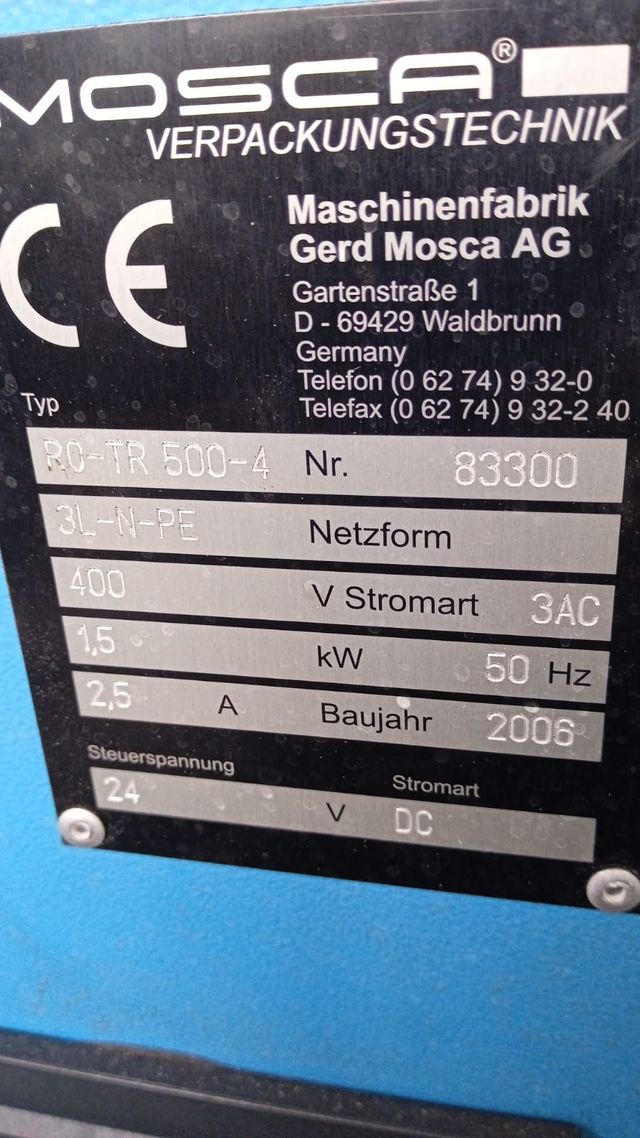 MOSCA®
VERPACKUNGSTECHNIK
CE
Maschinenfabrik
Gerd Mosca AG
Gartenstraße 1
D - 69429 Waldbrunn
Germany
Telefon (0 62 74) 9 32-0
Telefax (0 62 74) 9 32-2 40
Typ
RO-TR 500-4 Nr. 83300
3L-N-PE Netzform
400 V Stromart 3AC
1,5 kW 50 Hz
2,5 A Baujahr 2006
Steuerspannung Stromart
24 V DC